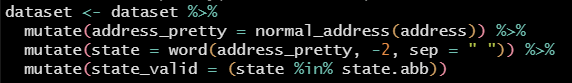 dataset <- dataset %>%
  mutate(address_pretty = normal_address(address)) %>%
  mutate(state = word(address_pretty, -2, sep = " ")) %>%
  mutate(state_valid = (state %in% state.abb))